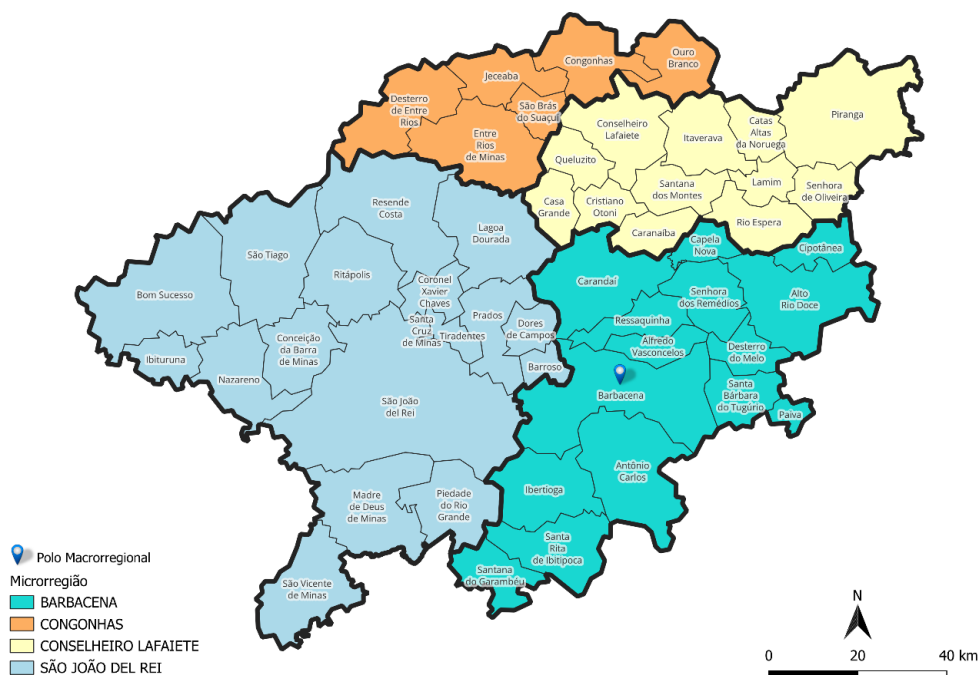 Congonhas
Ouro
Branco
Jeceaba
Desterro
de Entre
Rios
São Brás
do Suaçuí
Entre
Rios
de Minas
Conselheiro
Lafaiete
Itaverava
Catas
Altas
da Noruega
Piranga
Queluzito
Casa
Grande
Cristiano
Otoni
Santana
dos Montes
Lamim
Senhora
de Oliveira
Rio Espera
Caranaíba
Resende
Costa
Lagoa
Dourada
São Tiago
Ritápolis
Bom Sucesso
Coronel
Xavier
Chaves
Santa
Cruz
de Minas
Prados
Tiradentes
Dores
de Campos
Barroso
Ibituruna
Nazareno
Conceição
da Barra
de Minas
São João
del Rei
Madre
de Deus
de Minas
Piedade
do Rio
Grande
São Vicente
de Minas
Capela
Nova
Cipotânea
Carandaí
Senhora
dos Remédios
Alto
Rio Doce
Ressaquinha
Alfredo
Vasconcelos
Desterro
do Melo
Barbacena
Santa
Bárbara
do Tugúrio
Paiva
Antônio
Carlos
Ibertioga
Santa
Rita
de Ibitipoca
Santana
do Garambéu
Polo Macrorregional
Microrregião
BARBACENA
CONGONHAS
CONSELHEIRO LAFAIETE
SÃO JOÃO DEL REI
N
0 20 40 km